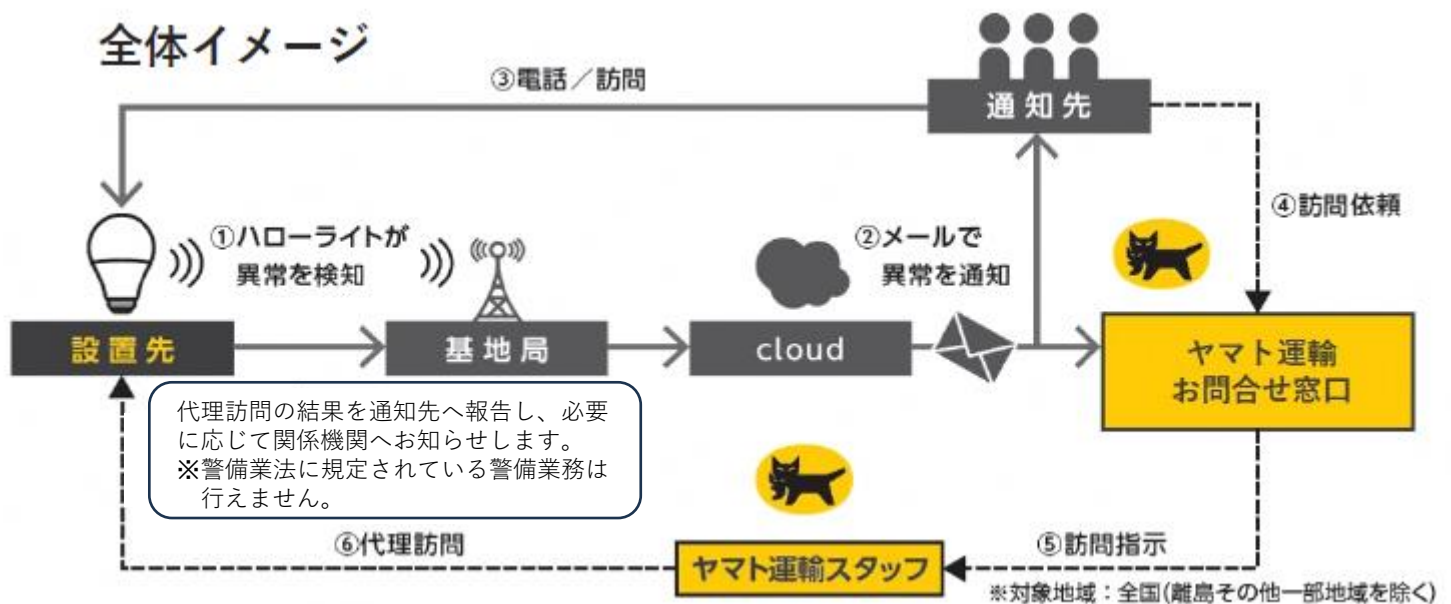 全体イメージ
③電話／訪問
通知先
④訪問依頼
①ハローライトが
異常を検知
②メールで
異常を通知
設置先
基地局
cloud
ヤマト運輸
お問合せ窓口
代理訪問の結果を通知先へ報告し、必要
に応じて関係機関へお知らせします。
※警備業法に規定されている警備業務は
行えません。
⑥代理訪問
ヤマト運輸スタッフ
⑤訪問指示
※対象地域：全国(離島その他一部地域を除く)